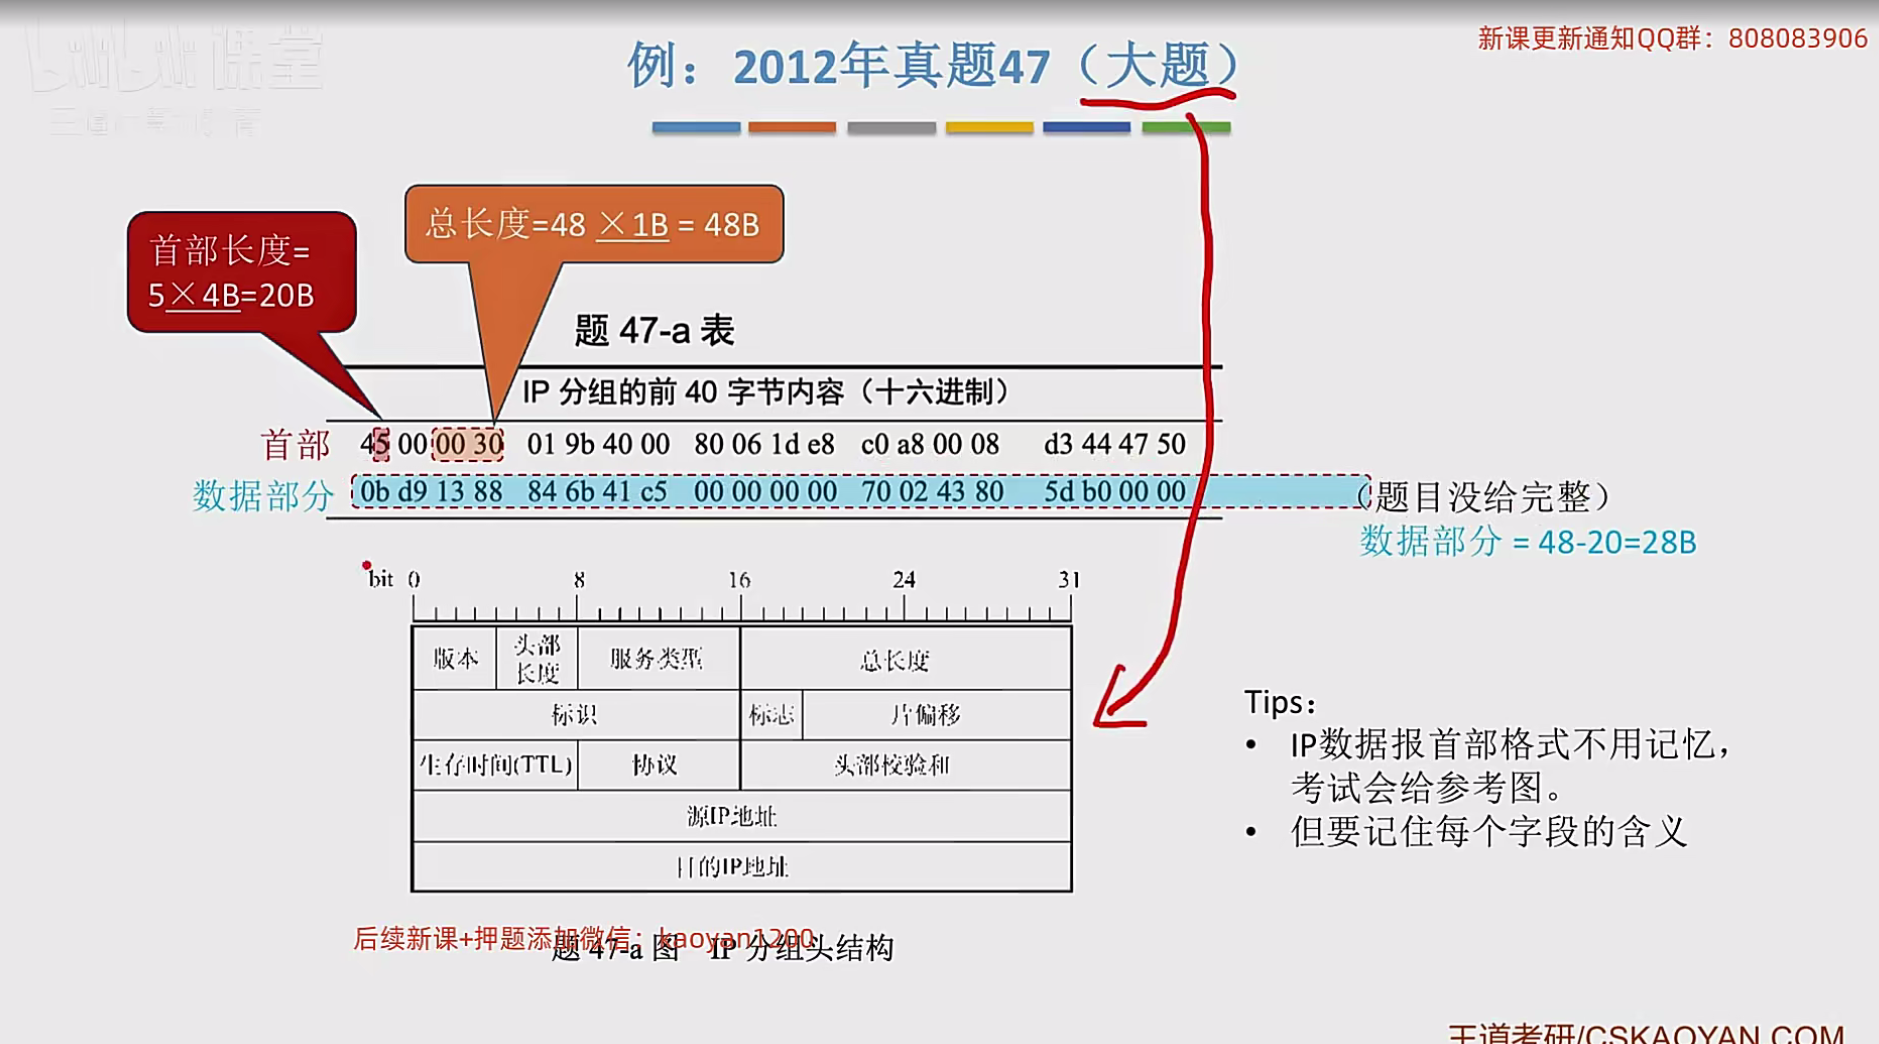 新课更新通知QQ群：808083906
例：2012年真题47（大题）
总长度=48 ×1B = 48B
首部长度=
5×4B=20B
题 47-a 表
IP 分组的前 40 字节内容（十六进制）
首部 45 00 00 30 01 9b 40 00 80 06 1d e8 c0 a8 00 08 d3 44 47 50
数据部分 0b d9 13 88 84 6b 41 c5 00 00 00 00 70 02 43 80 5d b0 00 00 （题目没给完整）
数据部分 = 48-20=28B
bit 0 8 16 24 31
版本 头部长度 服务类型 总长度
标识 标志 片偏移
生存时间(TTL) 协议 头部校验和
源IP地址
目的IP地址
Tips：
• IP数据报首部格式不用记忆，
考试会给参考图。
• 但要记住每个字段的含义
后续新课+押题添加微信：kaoyan1200
题 47-a 图 IP 分组头结构
王道考研/CSKAOYAN.COM